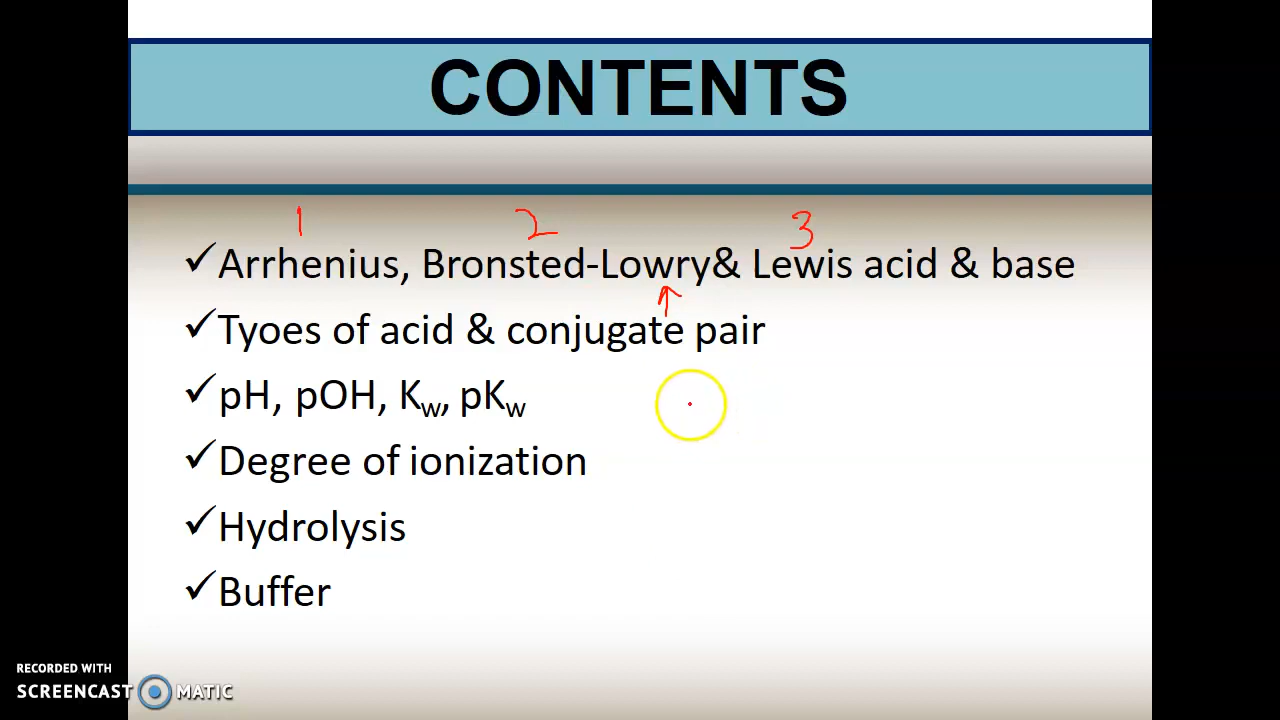 CONTENTS
1 2 3
✓Arrhenius, Bronsted-Lowry& Lewis acid & base
✓Tyoes of acid & conjugate pair
✓pH, pOH, Kw, pKw
✓Degree of ionization
✓Hydrolysis
✓Buffer
RECORDED WITH
SCREENCAST MATIC